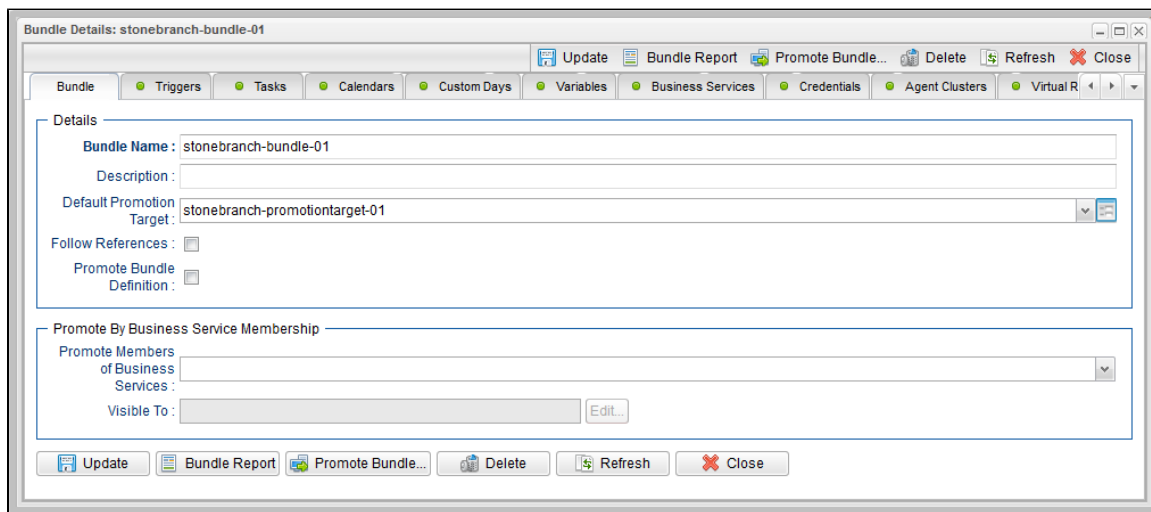 Bundle Details: stonebranch-bundle-01
Update Bundle Report Promote Bundle... Delete Refresh Close
Bundle Triggers Tasks Calendars Custom Days Variables Business Services Credentials Agent Clusters Virtual R
Details
Bundle Name : stonebranch-bundle-01
Description :
Default Promotion
Target : stonebranch-promotiontarget-01
Follow References :
Promote Bundle
Definition :
Promote By Business Service Membership
Promote Members
of Business
Services :
Visible To : Edit...
Update Bundle Report Promote Bundle... Delete Refresh Close